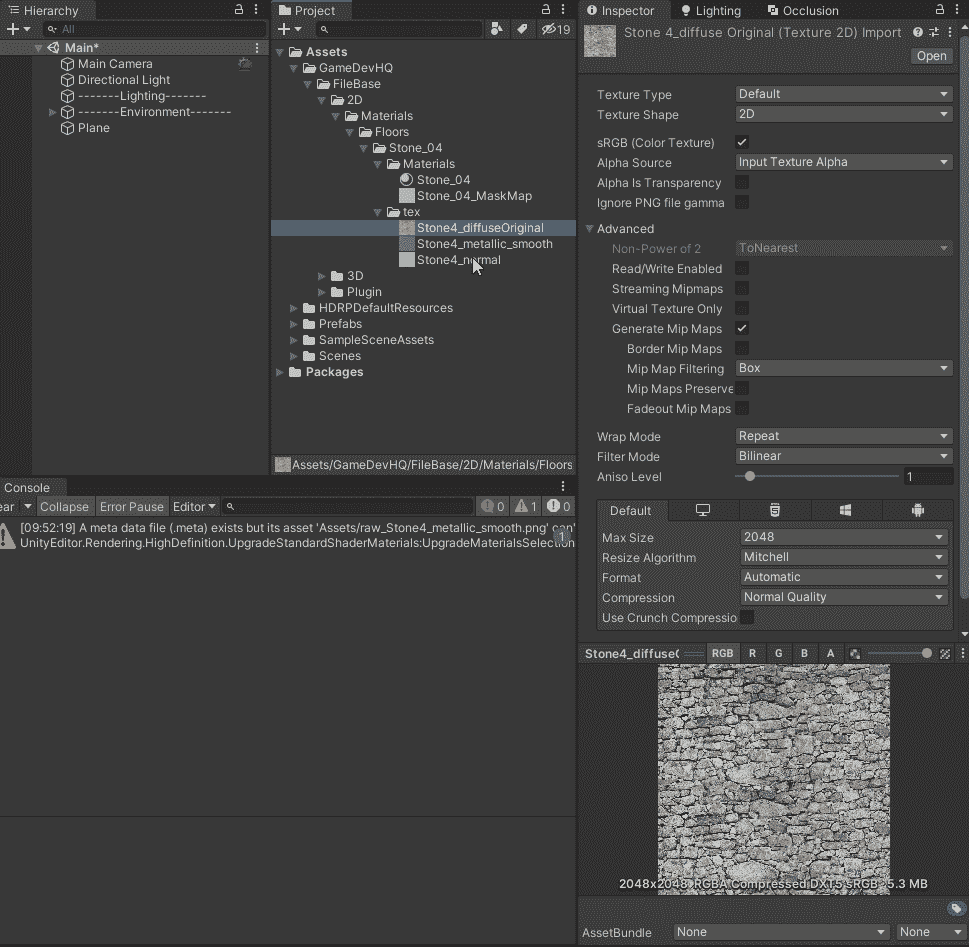 Hierarchy
All
Main*
Main Camera
Directional Light
-------Lighting-------
-------Environment-------
Plane
Project
19
Assets
GameDevHQ
FileBase
2D
Materials
Floors
Stone_04
Materials
Stone_04
Stone_04_MaskMap
tex
Stone4_diffuseOriginal
Stone4_metallic_smooth
Stone4_normal
3D
Plugin
HDRPDefaultResources
Prefabs
SampleSceneAssets
Scenes
Packages
Assets/GameDevHQ/FileBase/2D/Materials/Floors
Console
ear Collapse Error Pause Editor 0 1 0
[09:52:19] A meta data file (.meta) exists but its asset 'Assets/raw_Stone4_metallic_smooth.png' can'
UnityEditor.Rendering.HighDefinition.UpgradeStandardShaderMaterials:UpgradeMaterialsSelection
1
Inspector Lighting Occlusion
Stone 4_diffuse Original (Texture 2D) Import
Open
Texture Type Default
Texture Shape 2D
sRGB (Color Texture)
Alpha Source Input Texture Alpha
Alpha Is Transparency
Ignore PNG file gamma
Advanced
Non-Power of 2 ToNearest
Read/Write Enabled
Streaming Mipmaps
Virtual Texture Only
Generate Mip Maps
Border Mip Maps
Mip Map Filtering Box
Mip Maps Preserve
Fadeout Mip Maps
Wrap Mode Repeat
Filter Mode Bilinear
Aniso Level 1
Default
Max Size 2048
Resize Algorithm Mitchell
Format Automatic
Compression Normal Quality
Use Crunch Compressio
Stone4_diffuse( RGB R G B A
2048x2048 RGBA Compressed DXT5 sRGB 5.3 MB
AssetBundle None None